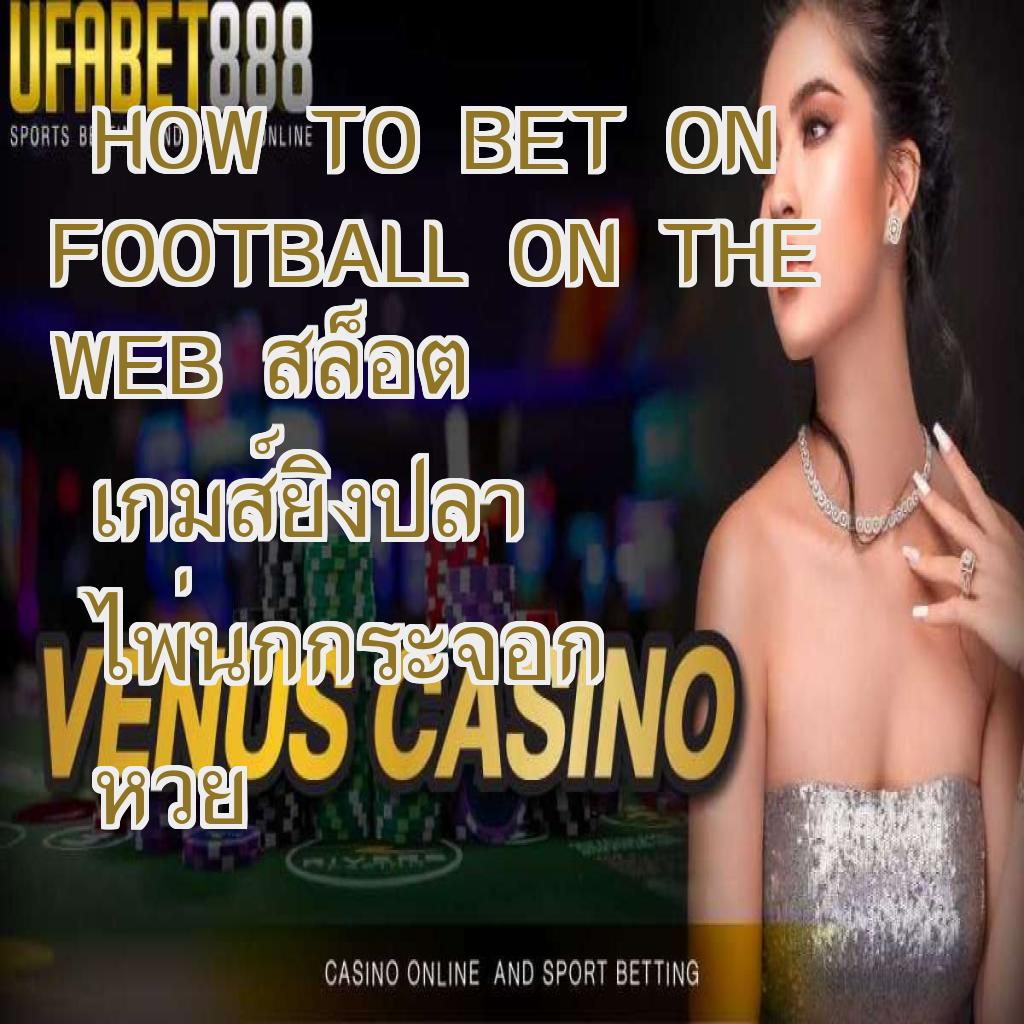 UFABET888
SPORTS ONLINE
HOW TO BET ON
FOOTBALL ON THE
WEB สล็อต
เกมส์ยิงปลา
ไพ่นกกระจอก
VENUS CASINO
หวย
CASINO ONLINE AND SPORT BETTING